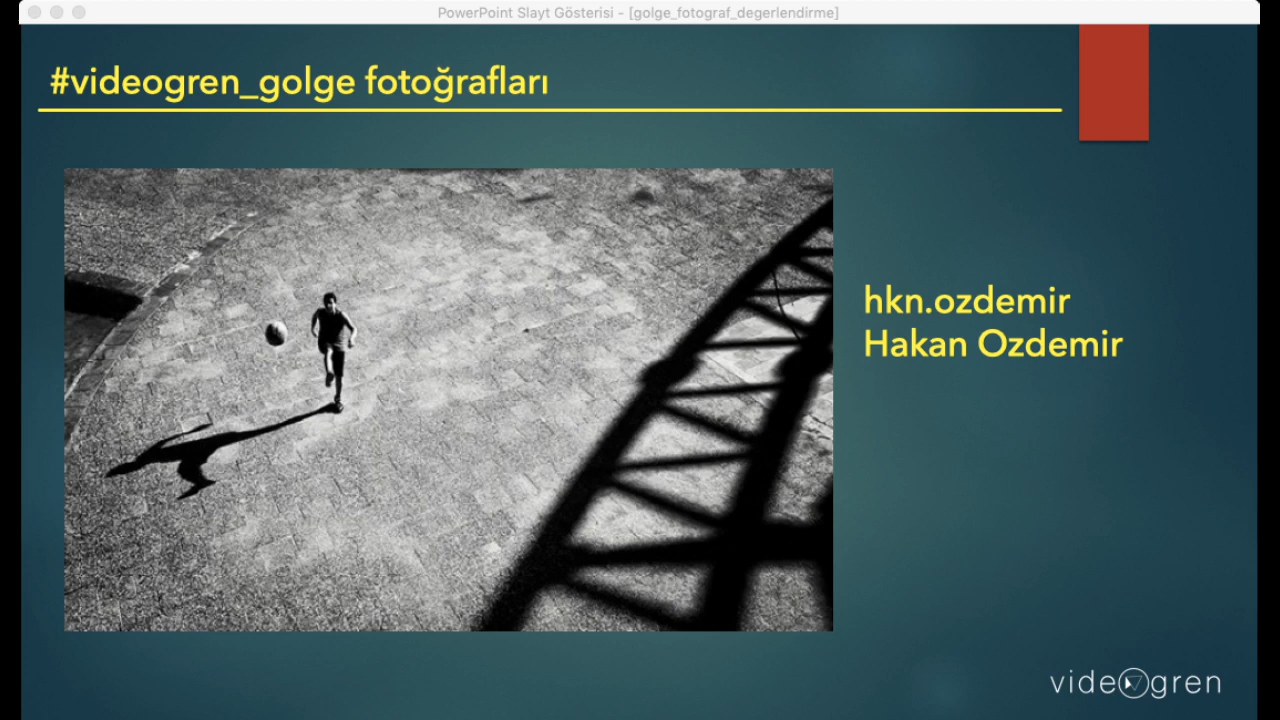 PowerPoint Slayt Gösterisi - [golge_fotograf_degerlendirme]
#videogren_golge fotoğrafları
hkn.ozdemir
Hakan Ozdemir
videogren